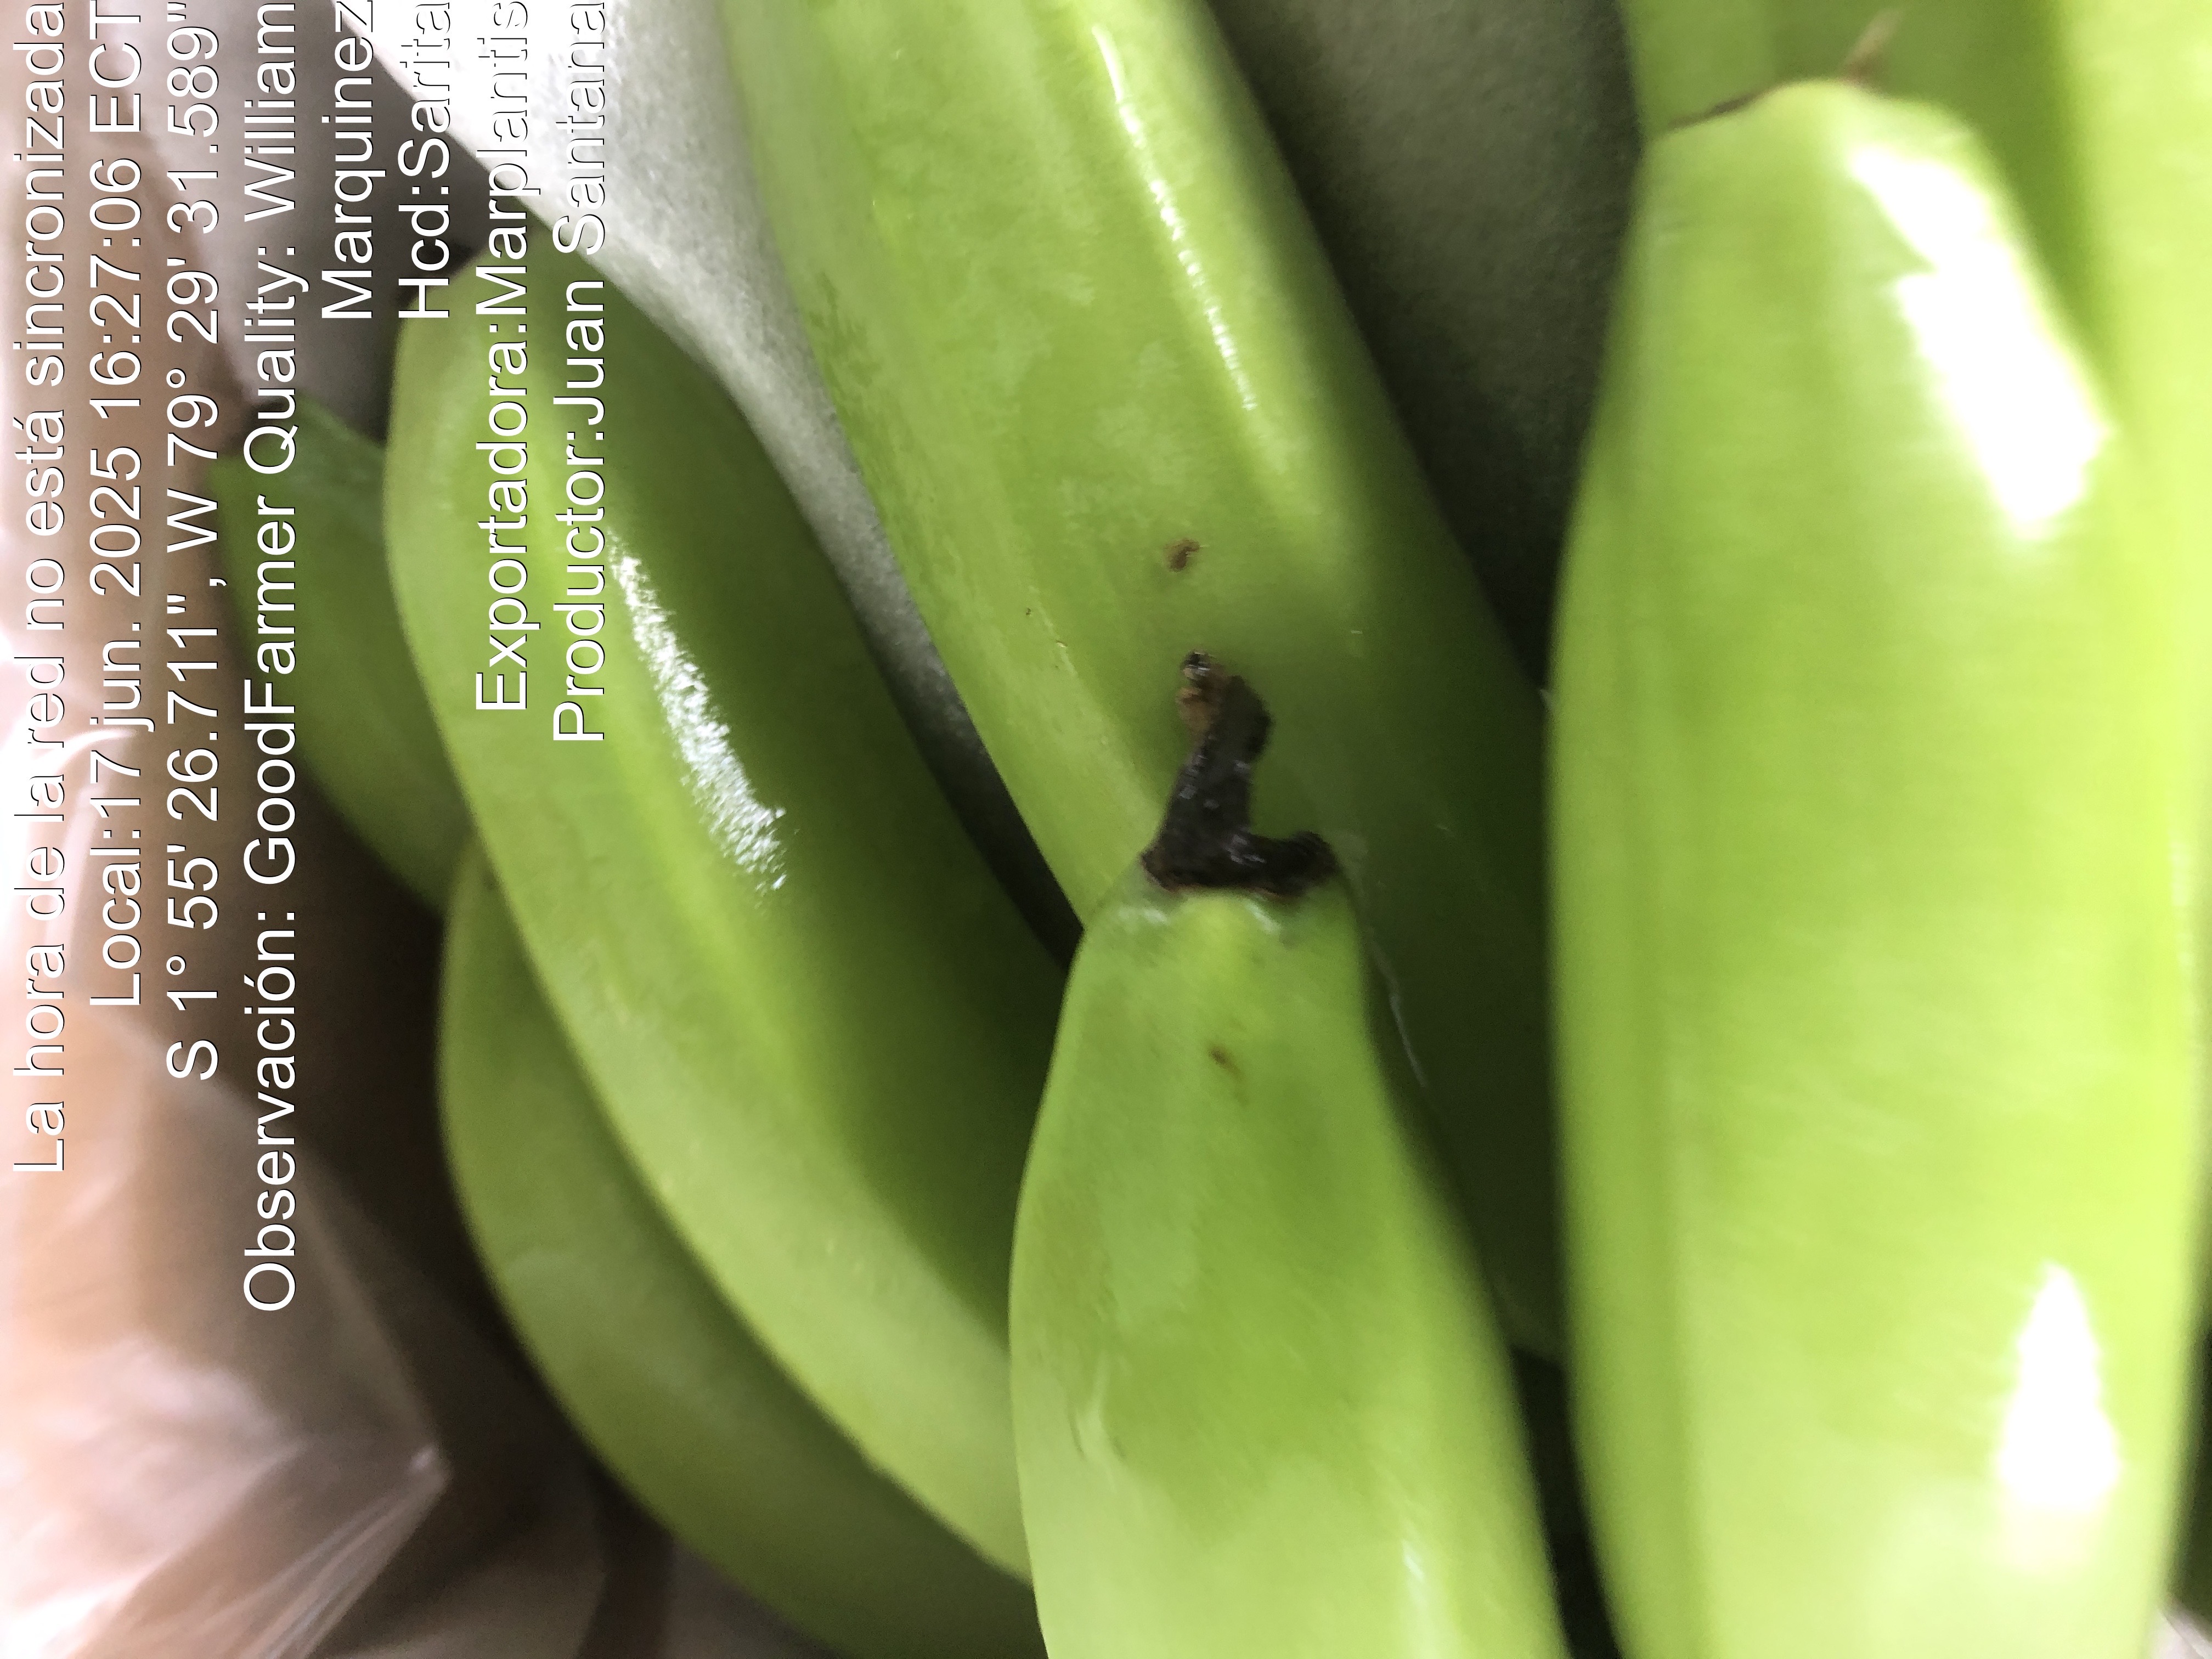 La hora de la red no está sincronizada
Local:17 jun. 2025 16:27:06 ECT
S 1° 55' 26.711", W 79° 29' 31.589"
Observación: GoodFarmer Quality: William
Marquinez
Hcd:Sarita
Exportadora:Marplantis
Productor:Juan Santana